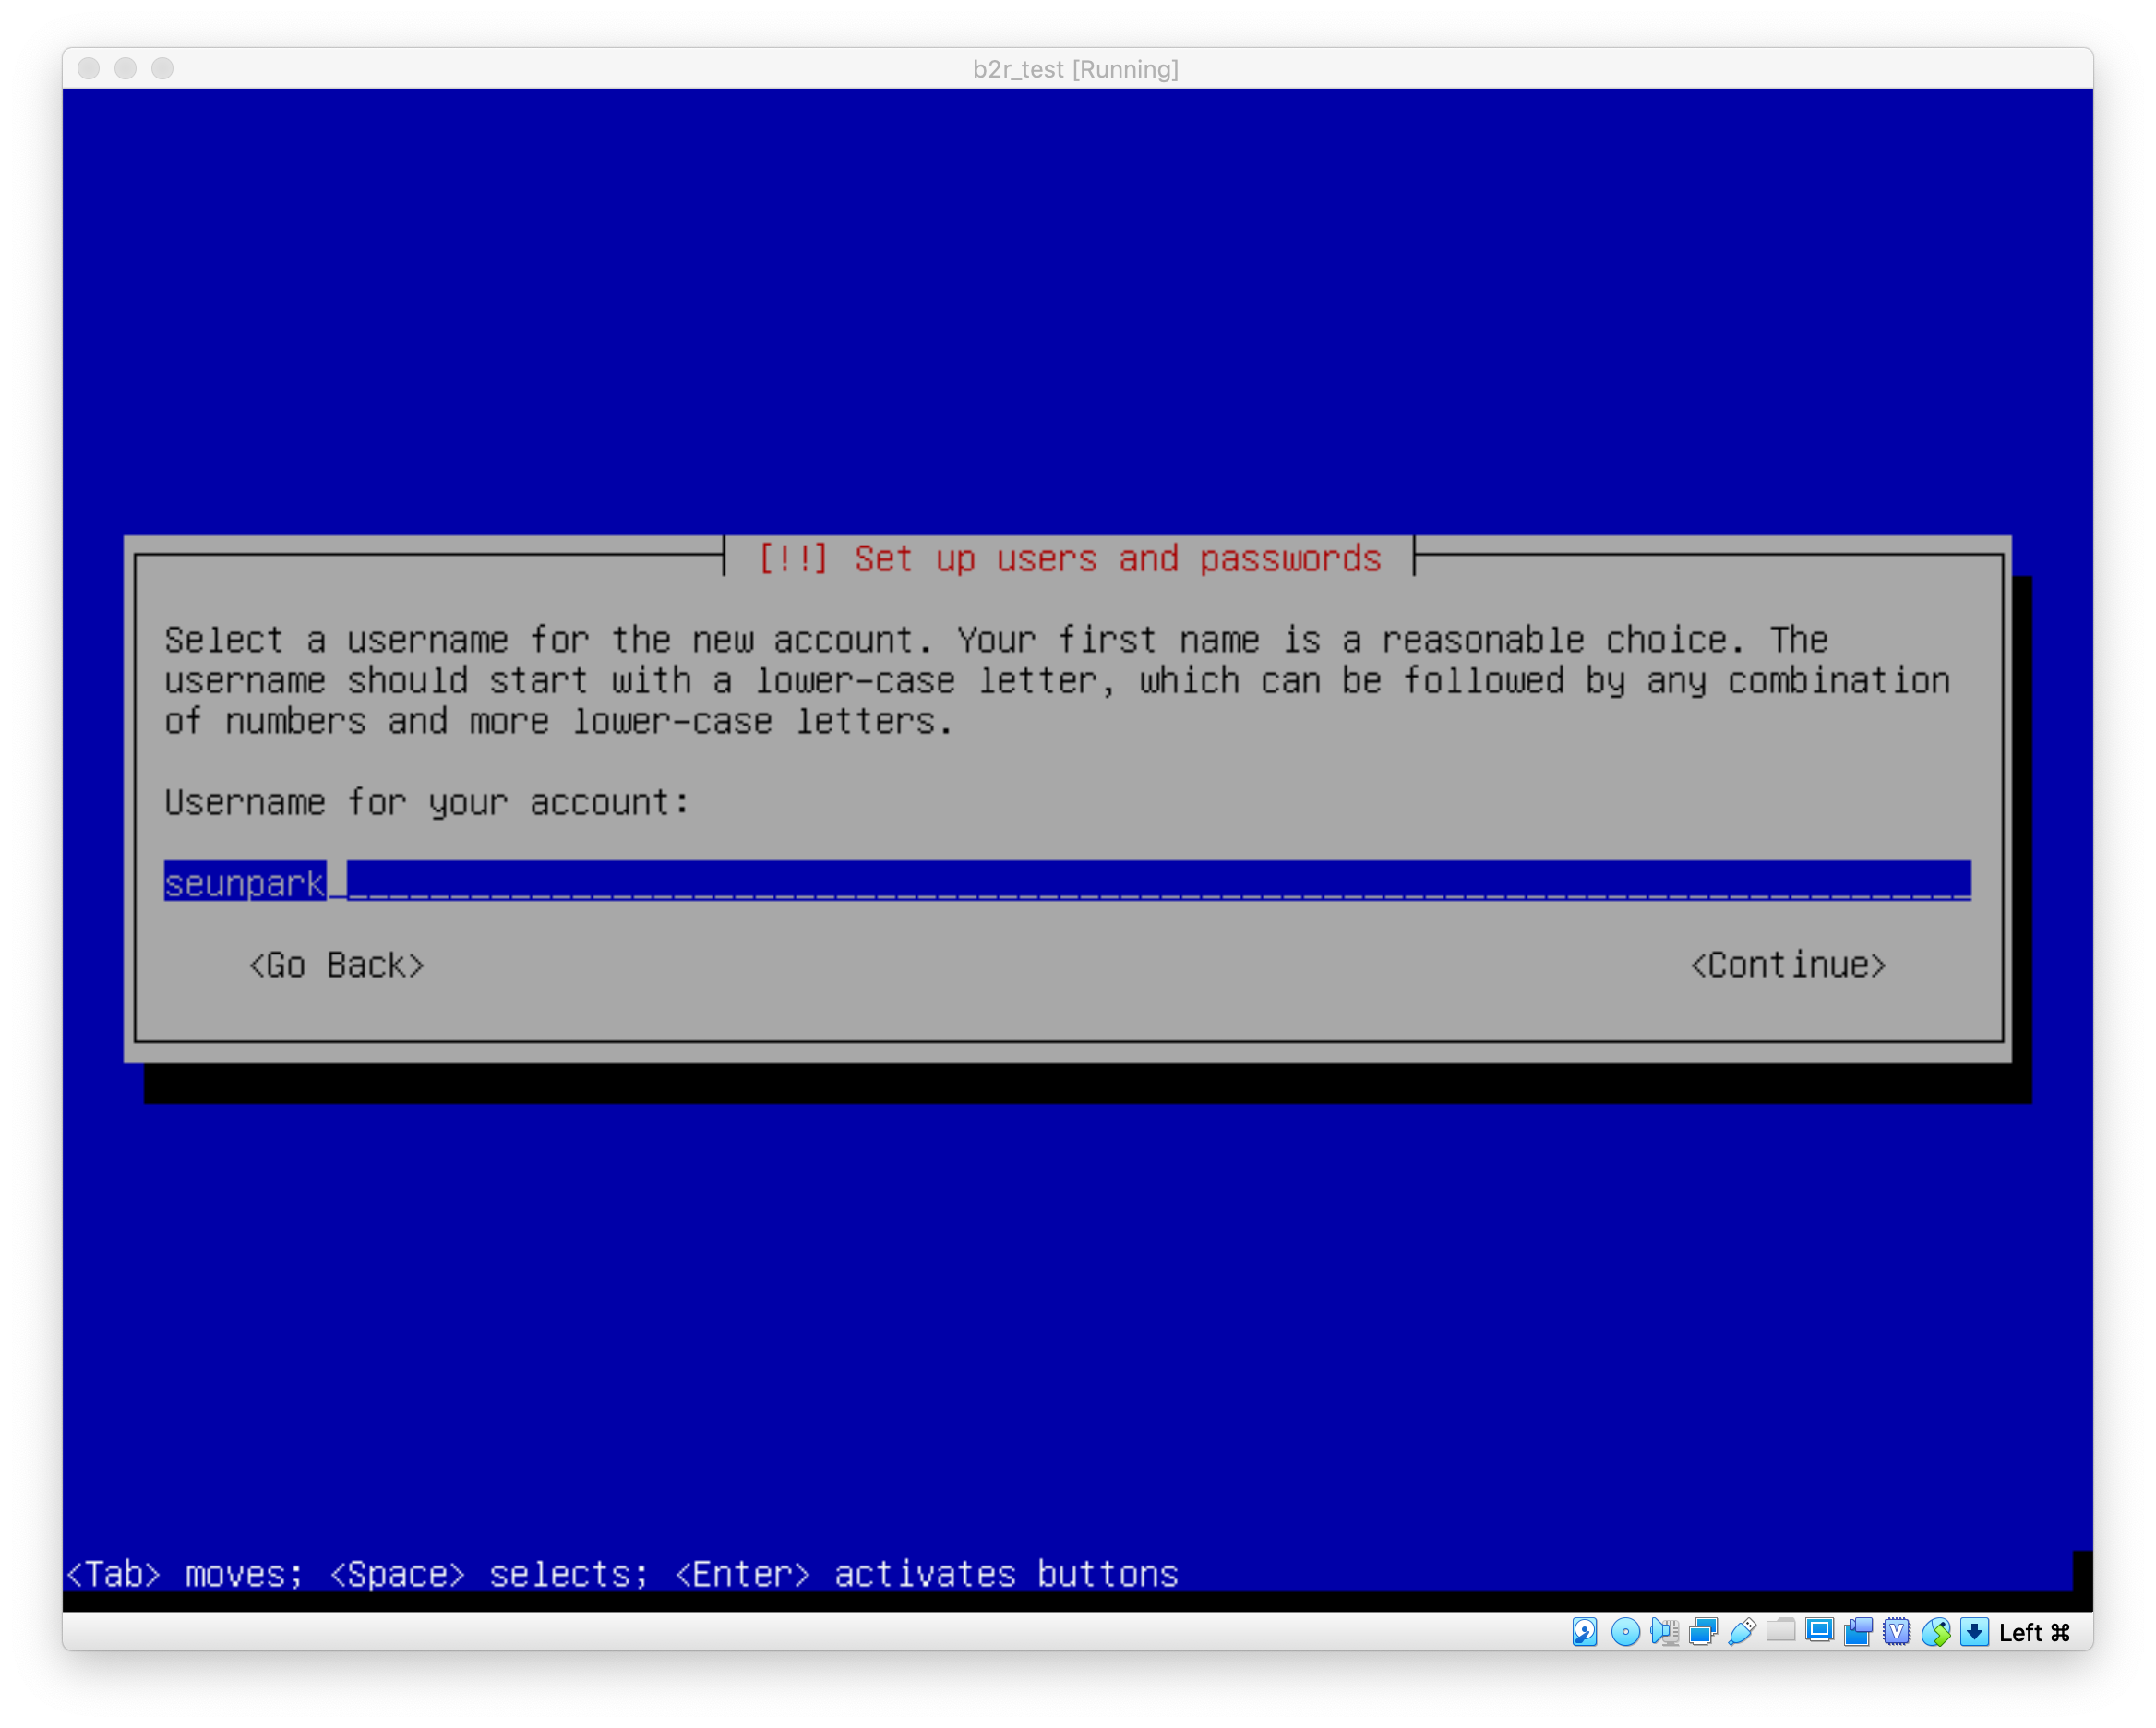 b2r_test [Running]
[!!] Set up users and passwords
Select a username for the new account. Your first name is a reasonable choice. The
username should start with a lower-case letter, which can be followed by any combination
of numbers and more lower-case letters.
Username for your account:
seunpark
<Go Back> <Continue>
<Tab> moves; <Space> selects; <Enter> activates buttons
Left ⌘